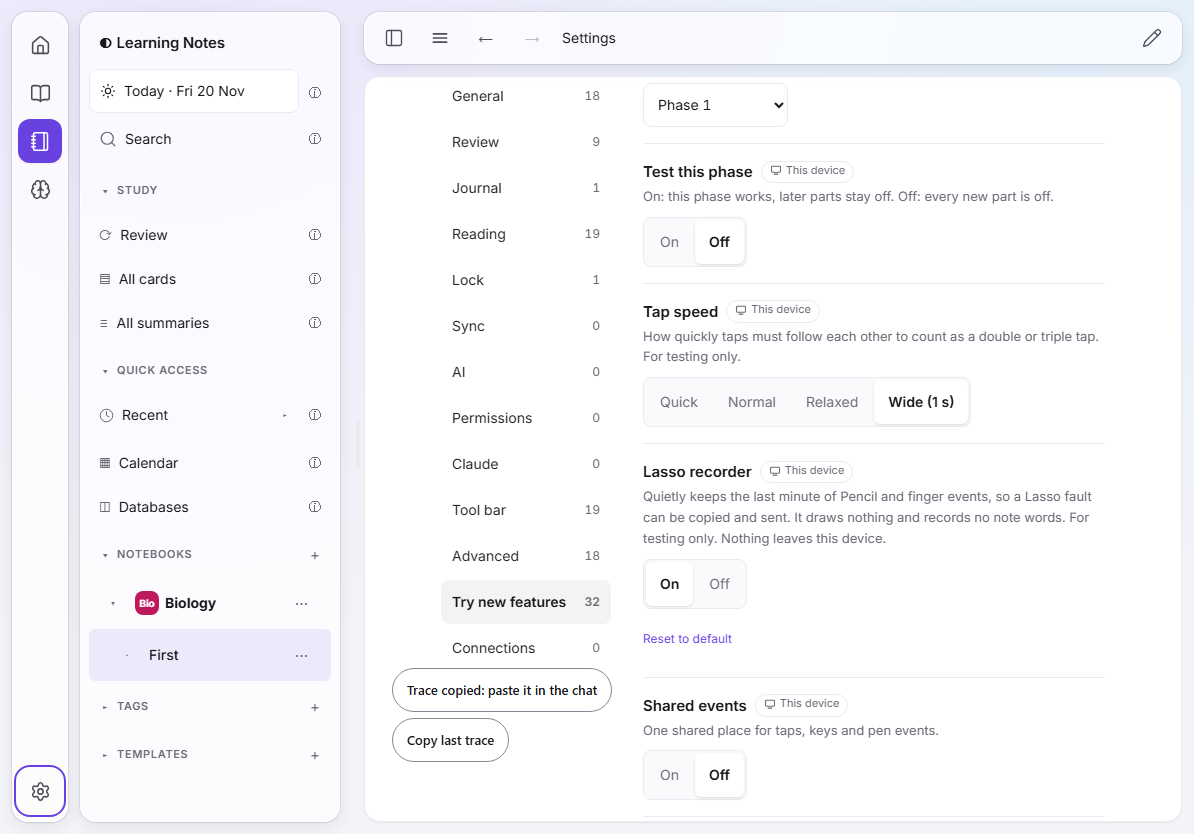 Learning Notes
Today · Fri 20 Nov
Search
STUDY
Review
All cards
All summaries
QUICK ACCESS
Recent
Calendar
Databases
NOTEBOOKS
Bio Biology
First
TAGS
TEMPLATES
Settings
General 18
Review 9
Journal 1
Reading 19
Lock 1
Sync 0
AI 0
Permissions 0
Claude 0
Tool bar 19
Advanced 18
Try new features 32
Connections 0
Trace copied: paste it in the chat
Copy last trace
Phase 1
Test this phase This device
On: this phase works, later parts stay off. Off: every new part is off.
On Off
Tap speed This device
How quickly taps must follow each other to count as a double or triple tap.
For testing only.
Quick Normal Relaxed Wide (1 s)
Lasso recorder This device
Quietly keeps the last minute of Pencil and finger events, so a Lasso fault
can be copied and sent. It draws nothing and records no note words. For
testing only. Nothing leaves this device.
On Off
Reset to default
Shared events This device
One shared place for taps, keys and pen events.
On Off